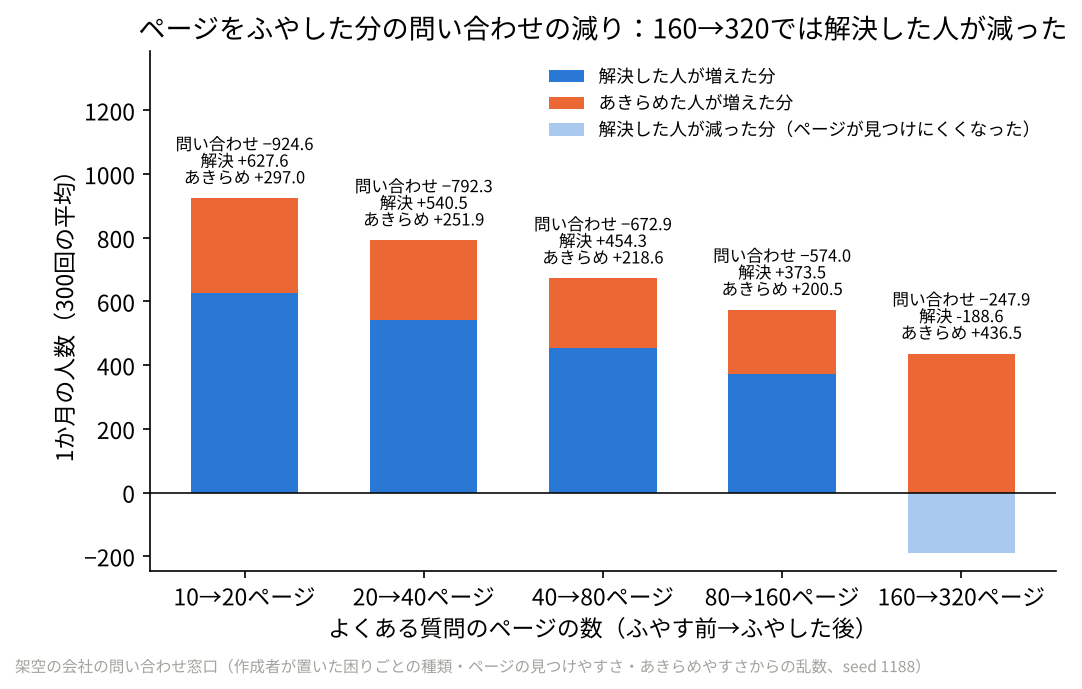 ページをふやした分の問い合わせの減り：160→320では解決した人が減った
解決した人が増えた分
あきらめた人が増えた分
解決した人が減った分（ページが見つけにくくなった）
1か月の人数（300回の平均）
1200
1000
800
600
400
200
0
−200
問い合わせ −924.6
解決 +627.6
あきらめ +297.0
問い合わせ −792.3
解決 +540.5
あきらめ +251.9
問い合わせ −672.9
解決 +454.3
あきらめ +218.6
問い合わせ −574.0
解決 +373.5
あきらめ +200.5
問い合わせ −247.9
解決 -188.6
あきらめ +436.5
10→20ページ
20→40ページ
40→80ページ
80→160ページ
160→320ページ
よくある質問のページの数（ふやす前→ふやした後）
架空の会社の問い合わせ窓口（作成者が置いた困りごとの種類・ページの見つけやすさ・あきらめやすさからの乱数、seed 1188）